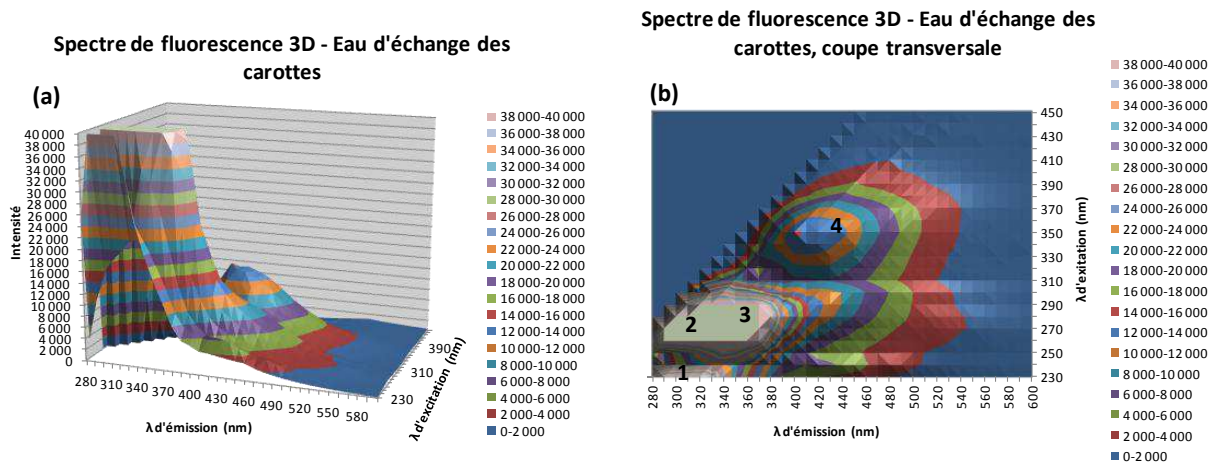 Spectre de fluorescence 3D - Eau d'échange des
carottes
(a)
Intensité
40 000
38 000
36 000
34 000
32 000
30 000
28 000
26 000
24 000
22 000
20 000
18 000
16 000
14 000
12 000
10 000
8 000
6 000
4 000
2 000
0
280 310 340 370 400 430 460 490 520 550 580
λ d'émission (nm)
230
310
390
λ d'excitation (nm)
38 000-40 000
36 000-38 000
34 000-36 000
32 000-34 000
30 000-32 000
28 000-30 000
26 000-28 000
24 000-26 000
22 000-24 000
20 000-22 000
18 000-20 000
16 000-18 000
14 000-16 000
12 000-14 000
10 000-12 000
8 000-10 000
6 000-8 000
4 000-6 000
2 000-4 000
0-2 000
Spectre de fluorescence 3D - Eau d'échange des
carottes, coupe transversale
(b)
4
3
2
1
450
430
410
390
370
350
330
310
290
270
250
230
λ d'exitation (nm)
280 300 320 340 360 380 400 420 440 460 480 500 520 540 560 580 600
λ d'émission (nm)
38 000-40 000
36 000-38 000
34 000-36 000
32 000-34 000
30 000-32 000
28 000-30 000
26 000-28 000
24 000-26 000
22 000-24 000
20 000-22 000
18 000-20 000
16 000-18 000
14 000-16 000
12 000-14 000
10 000-12 000
8 000-10 000
6 000-8 000
4 000-6 000
2 000-4 000
0-2 000